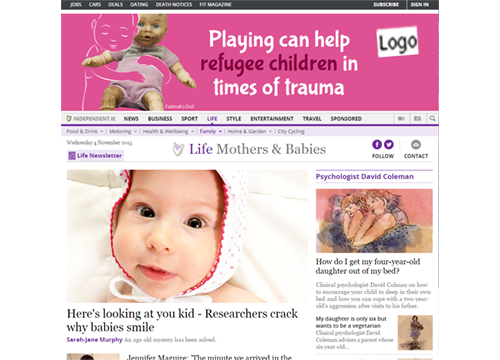 JOBS CARS DEALS DATING DEATH NOTICES FIT MAGAZINE SUBSCRIBE SIGN IN
Playing can help
refugee children in
times of trauma
Logo
Fatimah's Doll
INDEPENDENT.IE NEWS BUSINESS SPORT LIFE STYLE ENTERTAINMENT TRAVEL SPONSORED
Food & Drink Motoring Health & Wellbeing Family Home & Garden City Cycling
Wednesday 4 November 2015
Life Newsletter
Life Mothers & Babies
FOLLOW CONTACT
Here's looking at you kid - Researchers crack
why babies smile
Sarah-Jane Murphy An age old mystery has been solved.
Jennifer Maguire: "The minute we arrived in the
Psychologist David Coleman
How do I get my four-year-old
daughter out of my bed?
Clinical psychologist David Colman on how
to encourage your child to sleep in their own
bed and how you can cope with a two-year-
old's aggression after visits to his father.
My daughter is only six but
wants to be a vegetarian
Clinical psychologist David
Coleman advises a parent
whose six-year-old...